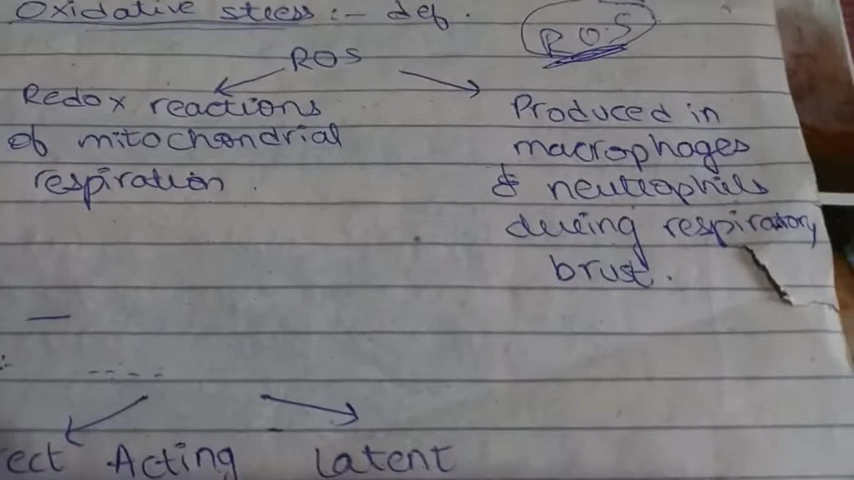 Oxidative stress :- def.
ROS
ROS
Redox reactions
of mitochondrial
respiration.
Produced in
macrophages
& neutrophils
during respiratory
brust.
ect Acting
Latent